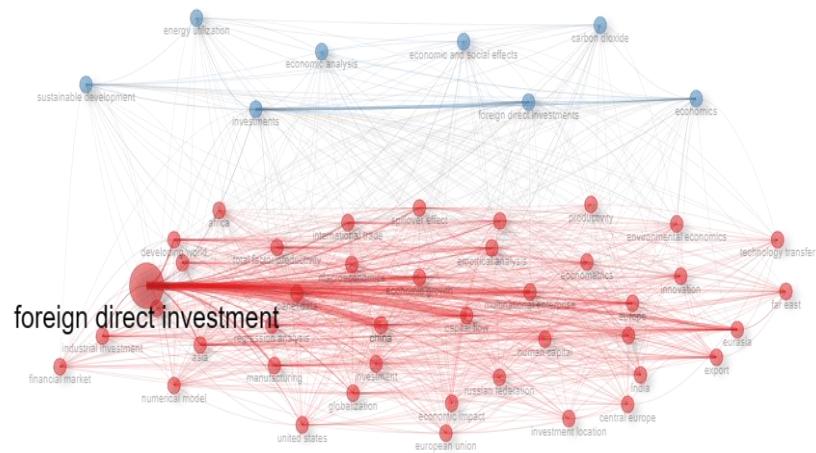 energy utilization
carbon dioxide
economic and social effects
economic analysis
sustainable development
investments
foreign direct investments
economics
africa
spillover effect
productivity
international trade
environmental economics
developing world
total factor productivity
empirical analysis
technology transfer
econometrics
economic growth
innovation
multinational enterprise
far east
europe
foreign direct investment
capital flow
eurasia
regression analysis
china
industrial investment
asia
human capital
export
financial market
manufacturing
investment
russian federation
india
numerical model
globalization
economic impact
central europe
united states
european union
investment location